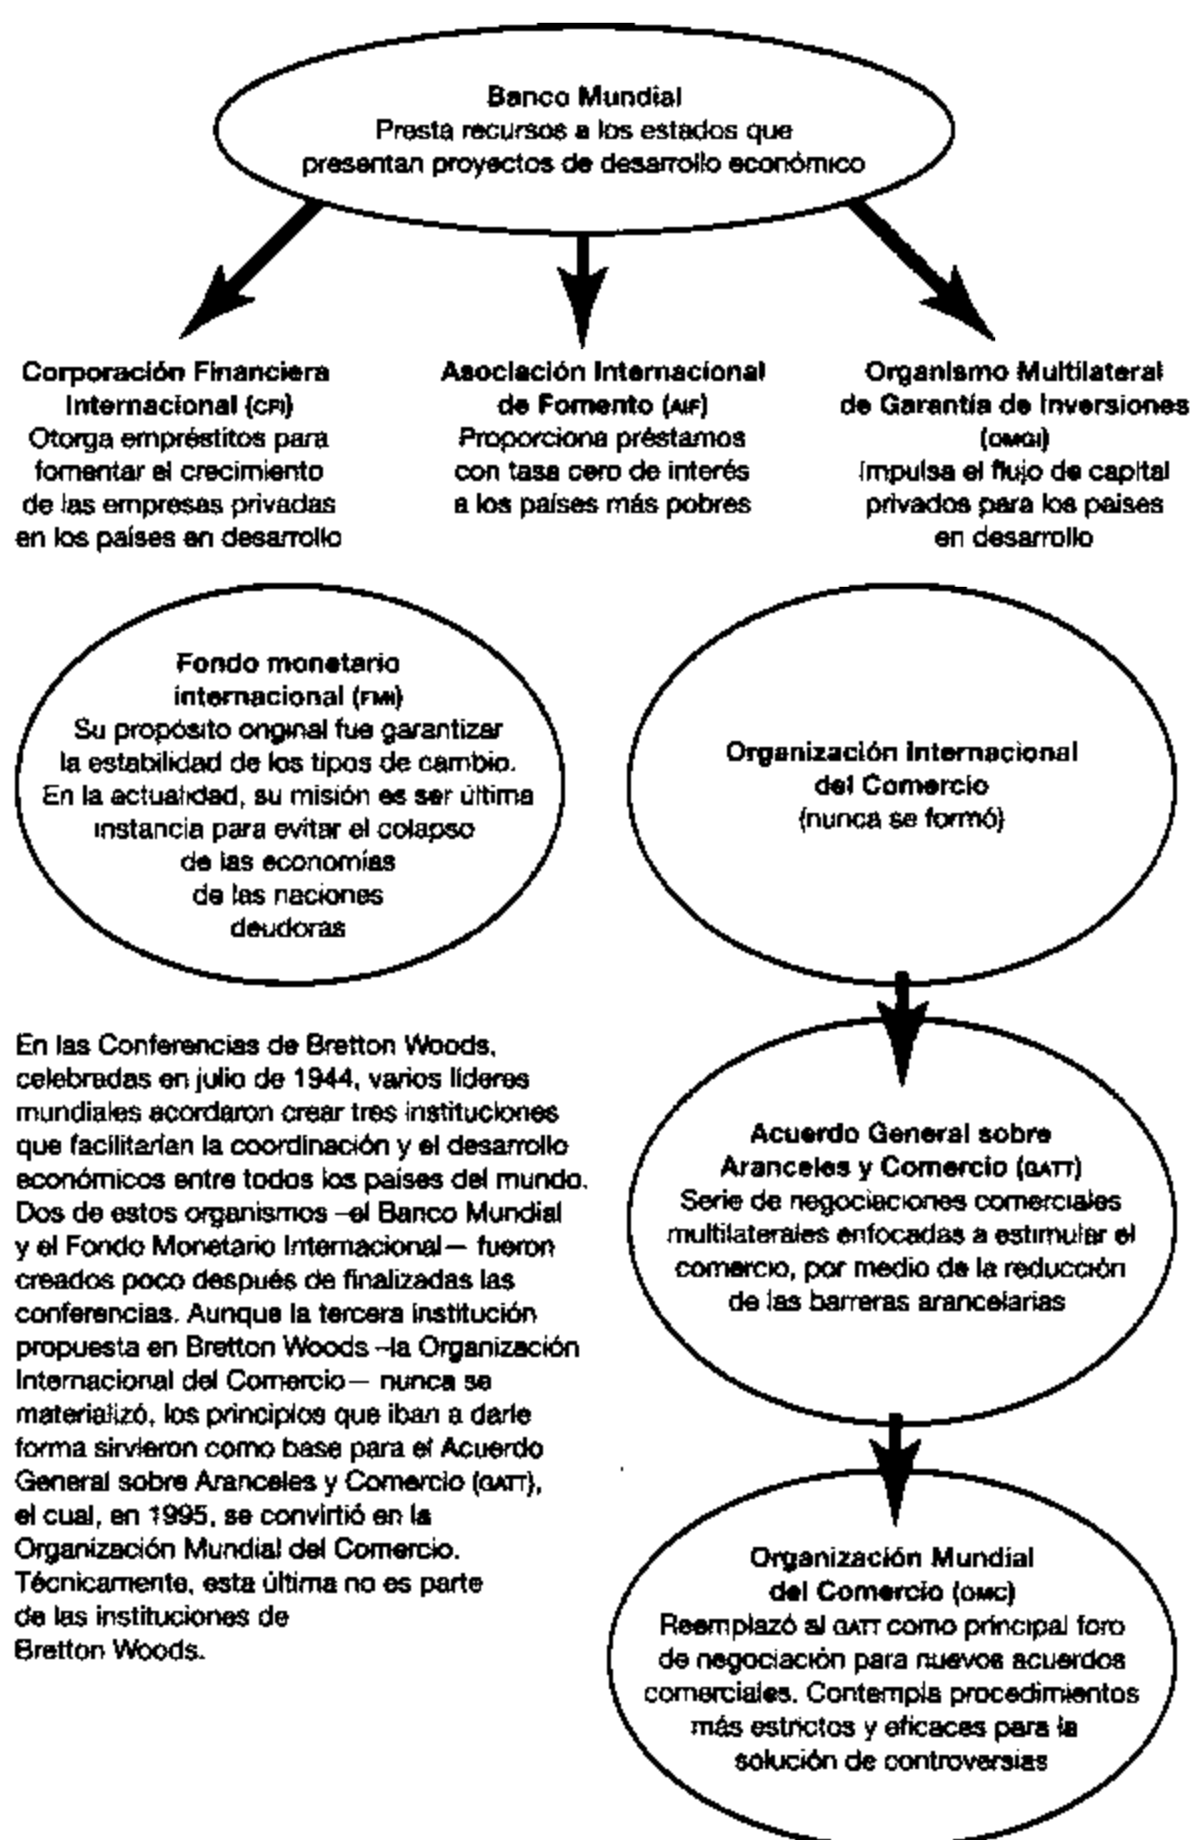 Banco Mundial
Presta recursos a los estados que
presentan proyectos de desarrollo económico
Corporación Financiera
Internacional (CFI)
Otorga empréstitos para
fomentar el crecimiento
de las empresas privadas
en los países en desarrollo
Asociación Internacional
de Fomento (AIF)
Proporciona préstamos
con tasa cero de interés
a los países más pobres
Organismo Multilateral
de Garantía de Inversiones
(OMGI)
Impulsa el flujo de capital
privados para los países
en desarrollo
Fondo monetario
internacional (FMI)
Su propósito original fue garantizar
la estabilidad de los tipos de cambio.
En la actualidad, su misión es ser última
instancia para evitar el colapso
de las economías
de las naciones
deudoras
Organización Internacional
del Comercio
(nunca se formó)
En las Conferencias de Bretton Woods,
celebradas en julio de 1944, varios líderes
mundiales acordaron crear tres instituciones
que facilitarían la coordinación y el desarrollo
económicos entre todos los países del mundo.
Dos de estos organismos –el Banco Mundial
y el Fondo Monetario Internacional— fueron
creados poco después de finalizadas las
conferencias. Aunque la tercera institución
propuesta en Bretton Woods –la Organización
Internacional del Comercio— nunca se
materializó, los principios que iban a darle
forma sirvieron como base para el Acuerdo
General sobre Aranceles y Comercio (GATT),
el cual, en 1995, se convirtió en la
Organización Mundial del Comercio.
Técnicamente, esta última no es parte
de las instituciones de
Bretton Woods.
Acuerdo General sobre
Aranceles y Comercio (GATT)
Serie de negociaciones comerciales
multilaterales enfocadas a estimular el
comercio, por medio de la reducción
de las barreras arancelarias
Organización Mundial
del Comercio (OMC)
Reemplazó al GATT como principal foro
de negociación para nuevos acuerdos
comerciales. Contempla procedimientos
más estrictos y eficaces para la
solución de controversias